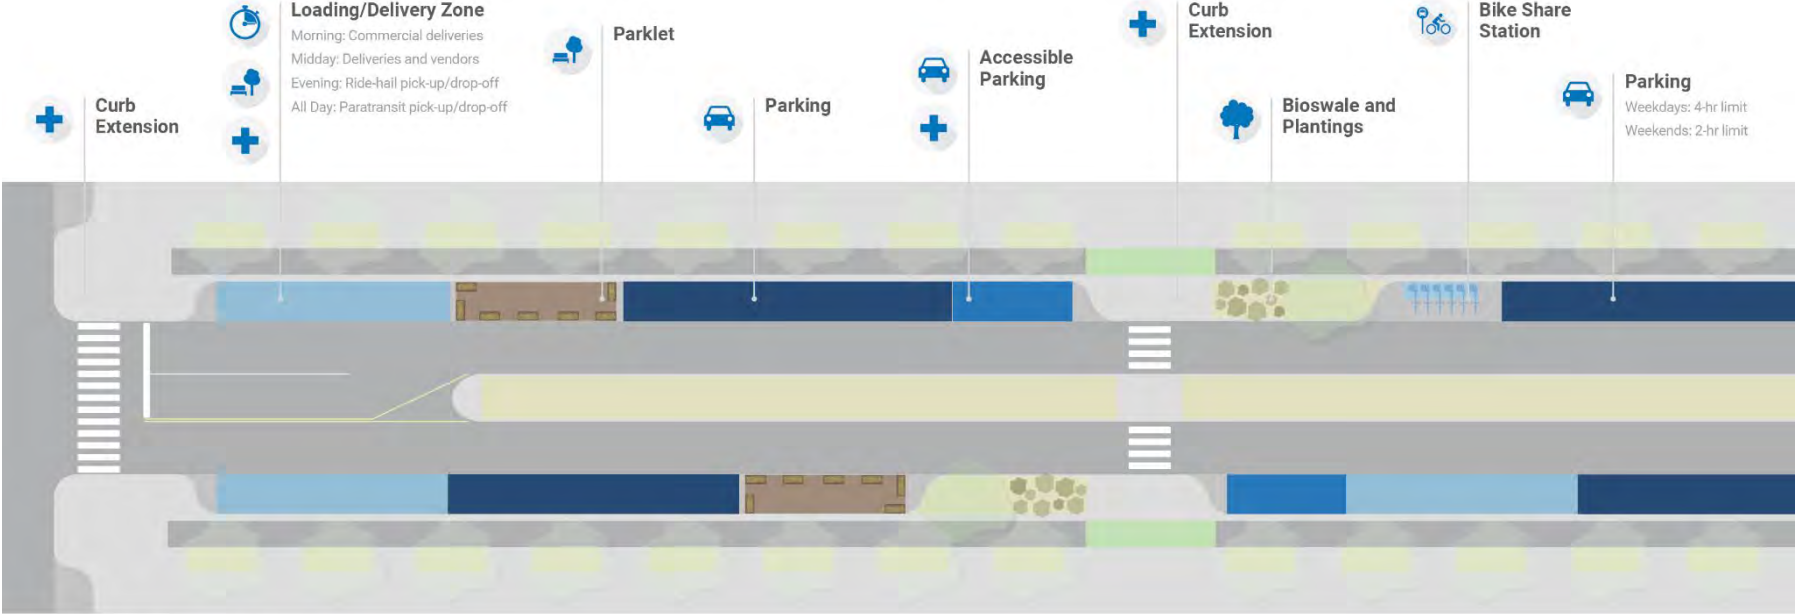 Curb
Extension
Loading/Delivery Zone
Morning: Commercial deliveries
Midday: Deliveries and vendors
Evening: Ride-hail pick-up/drop-off
All Day: Paratransit pick-up/drop-off
Parklet
Parking
Accessible
Parking
Curb
Extension
Bioswale and
Plantings
Bike Share
Station
Parking
Weekdays: 4-hr limit
Weekends: 2-hr limit